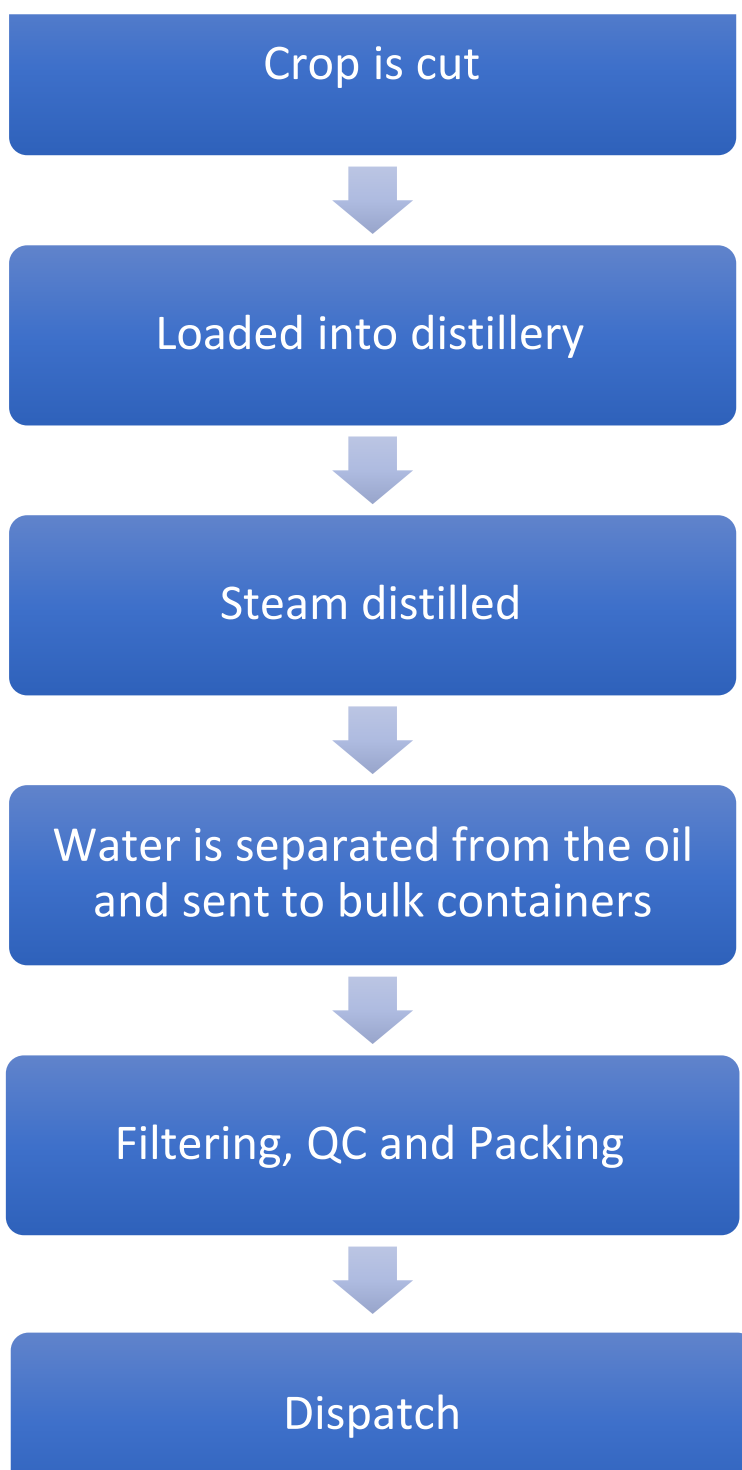 Crop is cut
Loaded into distillery
Steam distilled
Water is separated from the oil
and sent to bulk containers
Filtering, QC and Packing
Dispatch